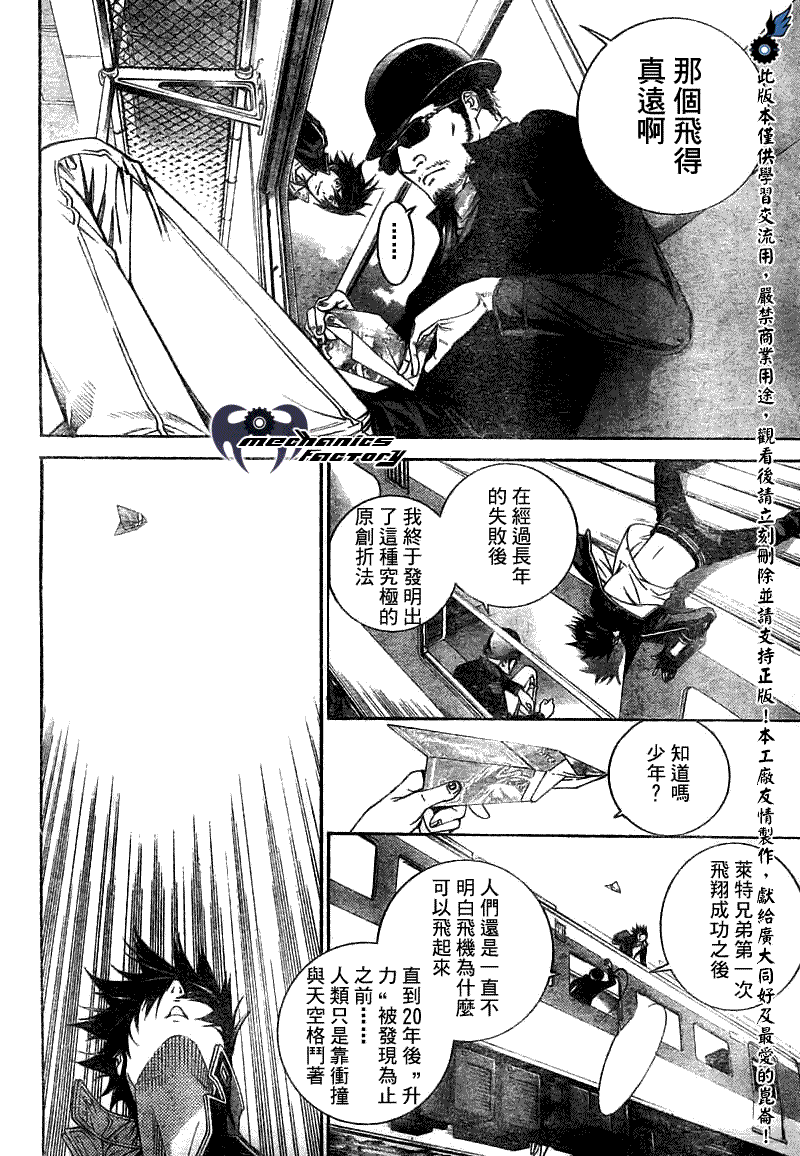 那個飛得
真遠啊
……
在經過長年
的失敗後
我終于發明出
了這種究極的
原創折法
知道嗎
少年？
萊特兄弟第一次
飛翔成功之後
人們還是一直不
明白飛機為什麼
可以飛起來
直到20年後”升
力“被發現為止
之前……
人類只是靠衝撞
與天空格鬥著
mechanics
Factory
此版本僅供學習交流用，嚴禁商業用途，觀看後請立刻刪除並請支持正版！本工廠友情製作，獻給廣大同好及最愛的崑崙！